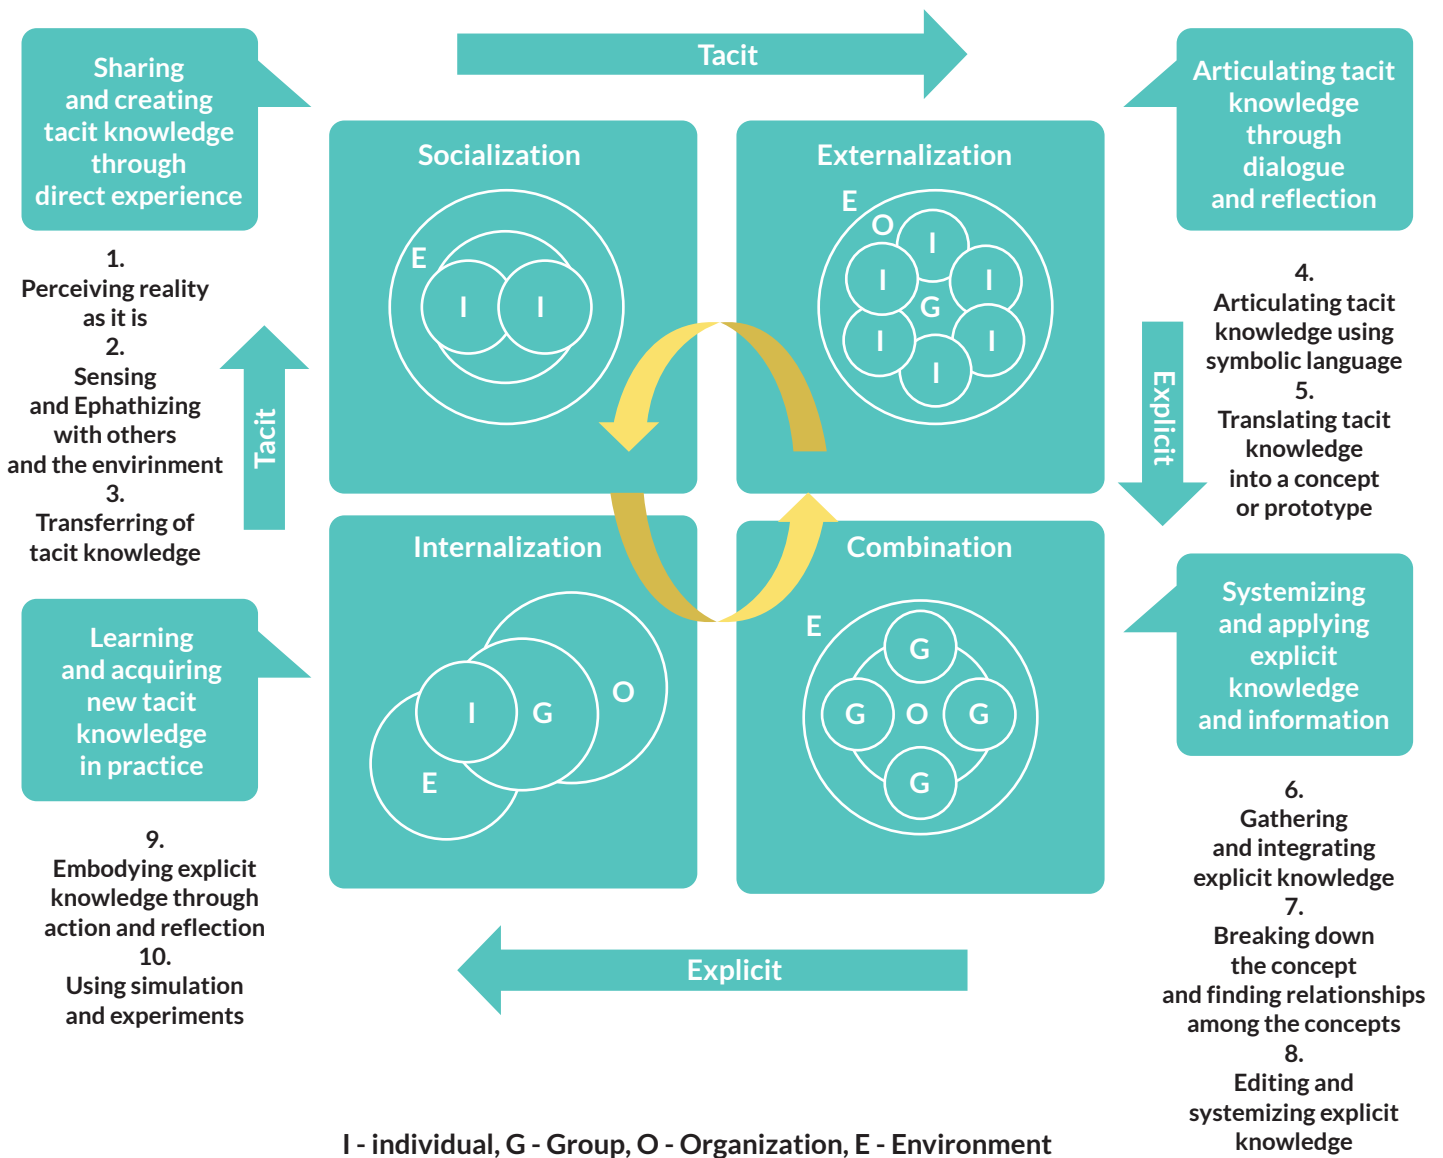 Tacit
Sharing
and creating
tacit knowledge
through
direct experience
Articulating tacit
knowledge
through
dialogue
and reflection
Socialization
E
I
I
Externalization
E
O
I
I
I
G
I
I
I
1.
Perceiving reality
as it is
2.
Sensing
and Ephathizing
with others
and the envirinment
3.
Transferring of
tacit knowledge
Tacit
Explicit
4.
Articulating tacit
knowledge using
symbolic language
5.
Translating tacit
knowledge
into a concept
or prototype
Internalization
I
G
O
E
Combination
E
G
G
O
G
G
Learning
and acquiring
new tacit
knowledge
in practice
Systemizing
and applying
explicit
knowledge
and information
9.
Embodying explicit
knowledge through
action and reflection
10.
Using simulation
and experiments
6.
Gathering
and integrating
explicit knowledge
7.
Breaking down
the concept
and finding relationships
among the concepts
8.
Editing and
systemizing explicit
knowledge
Explicit
I - individual, G - Group, O - Organization, E - Environment